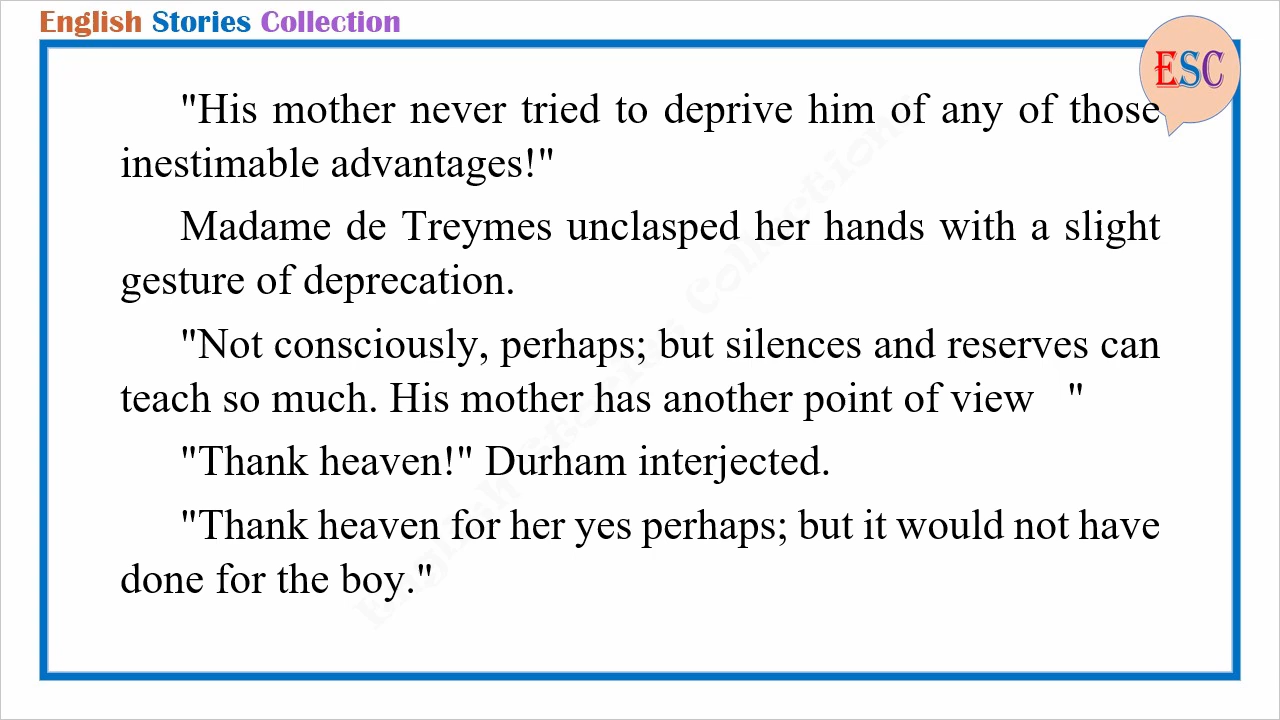 English Stories Collection
ESC
"His mother never tried to deprive him of any of those
inestimable advantages!"
Madame de Treymes unclasped her hands with a slight
gesture of deprecation.
"Not consciously, perhaps; but silences and reserves can
teach so much. His mother has another point of view "
"Thank heaven!" Durham interjected.
"Thank heaven for her yes perhaps; but it would not have
done for the boy."
English Stories Collection